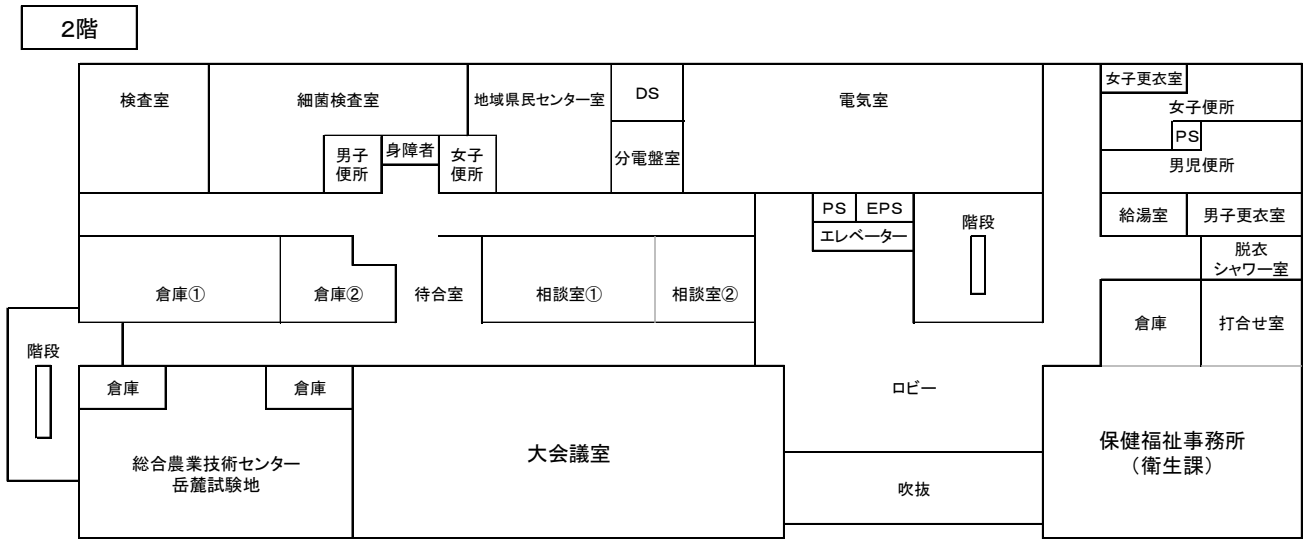 ２階
検査室
細菌検査室
地域県民センター室
DS
電気室
女子更衣室
女子便所
男子
便所
身障者
女子
便所
分電盤室
PS
男児便所
PS
EPS
エレベーター
階段
給湯室
男子更衣室
脱衣
シャワー室
倉庫①
倉庫②
待合室
相談室①
相談室②
倉庫
打合せ室
階段
倉庫
倉庫
ロビー
総合農業技術センター
岳麓試験地
大会議室
保健福祉事務所
（衛生課）
吹抜